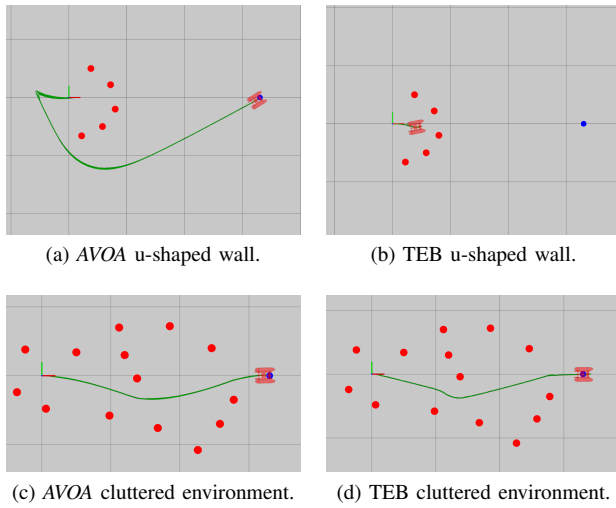 (a) AVOA u-shaped wall.
(b) TEB u-shaped wall.
(c) AVOA cluttered environment.
(d) TEB cluttered environment.